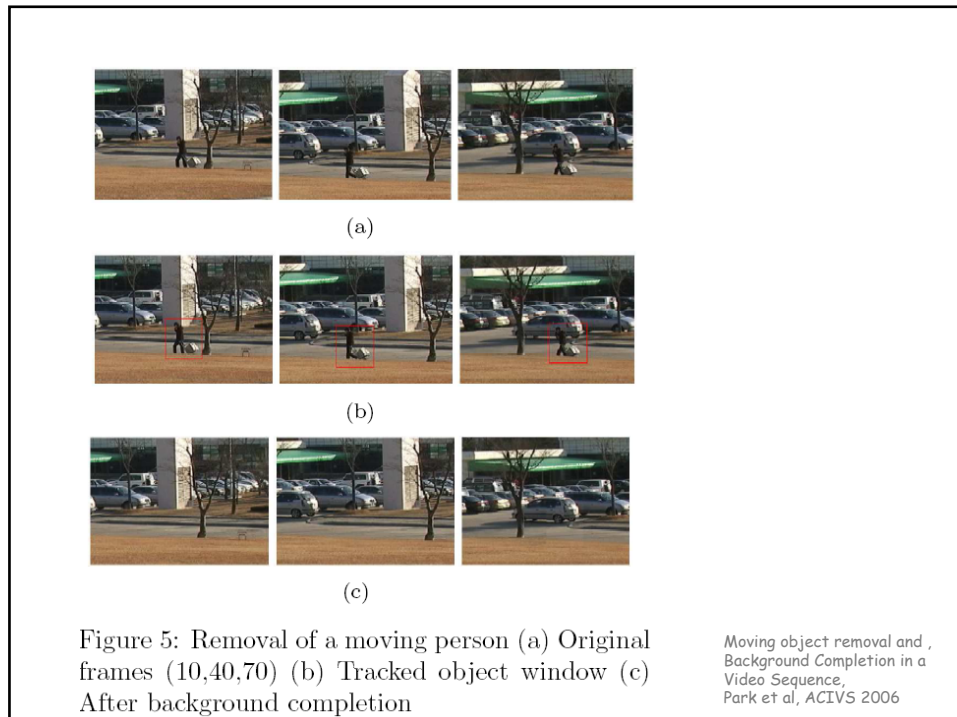 (a)
(b)
(c)
Figure 5: Removal of a moving person (a) Original
frames (10,40,70) (b) Tracked object window (c)
After background completion
Moving object removal and ,
Background Completion in a
Video Sequence,
Park et al, ACIVS 2006